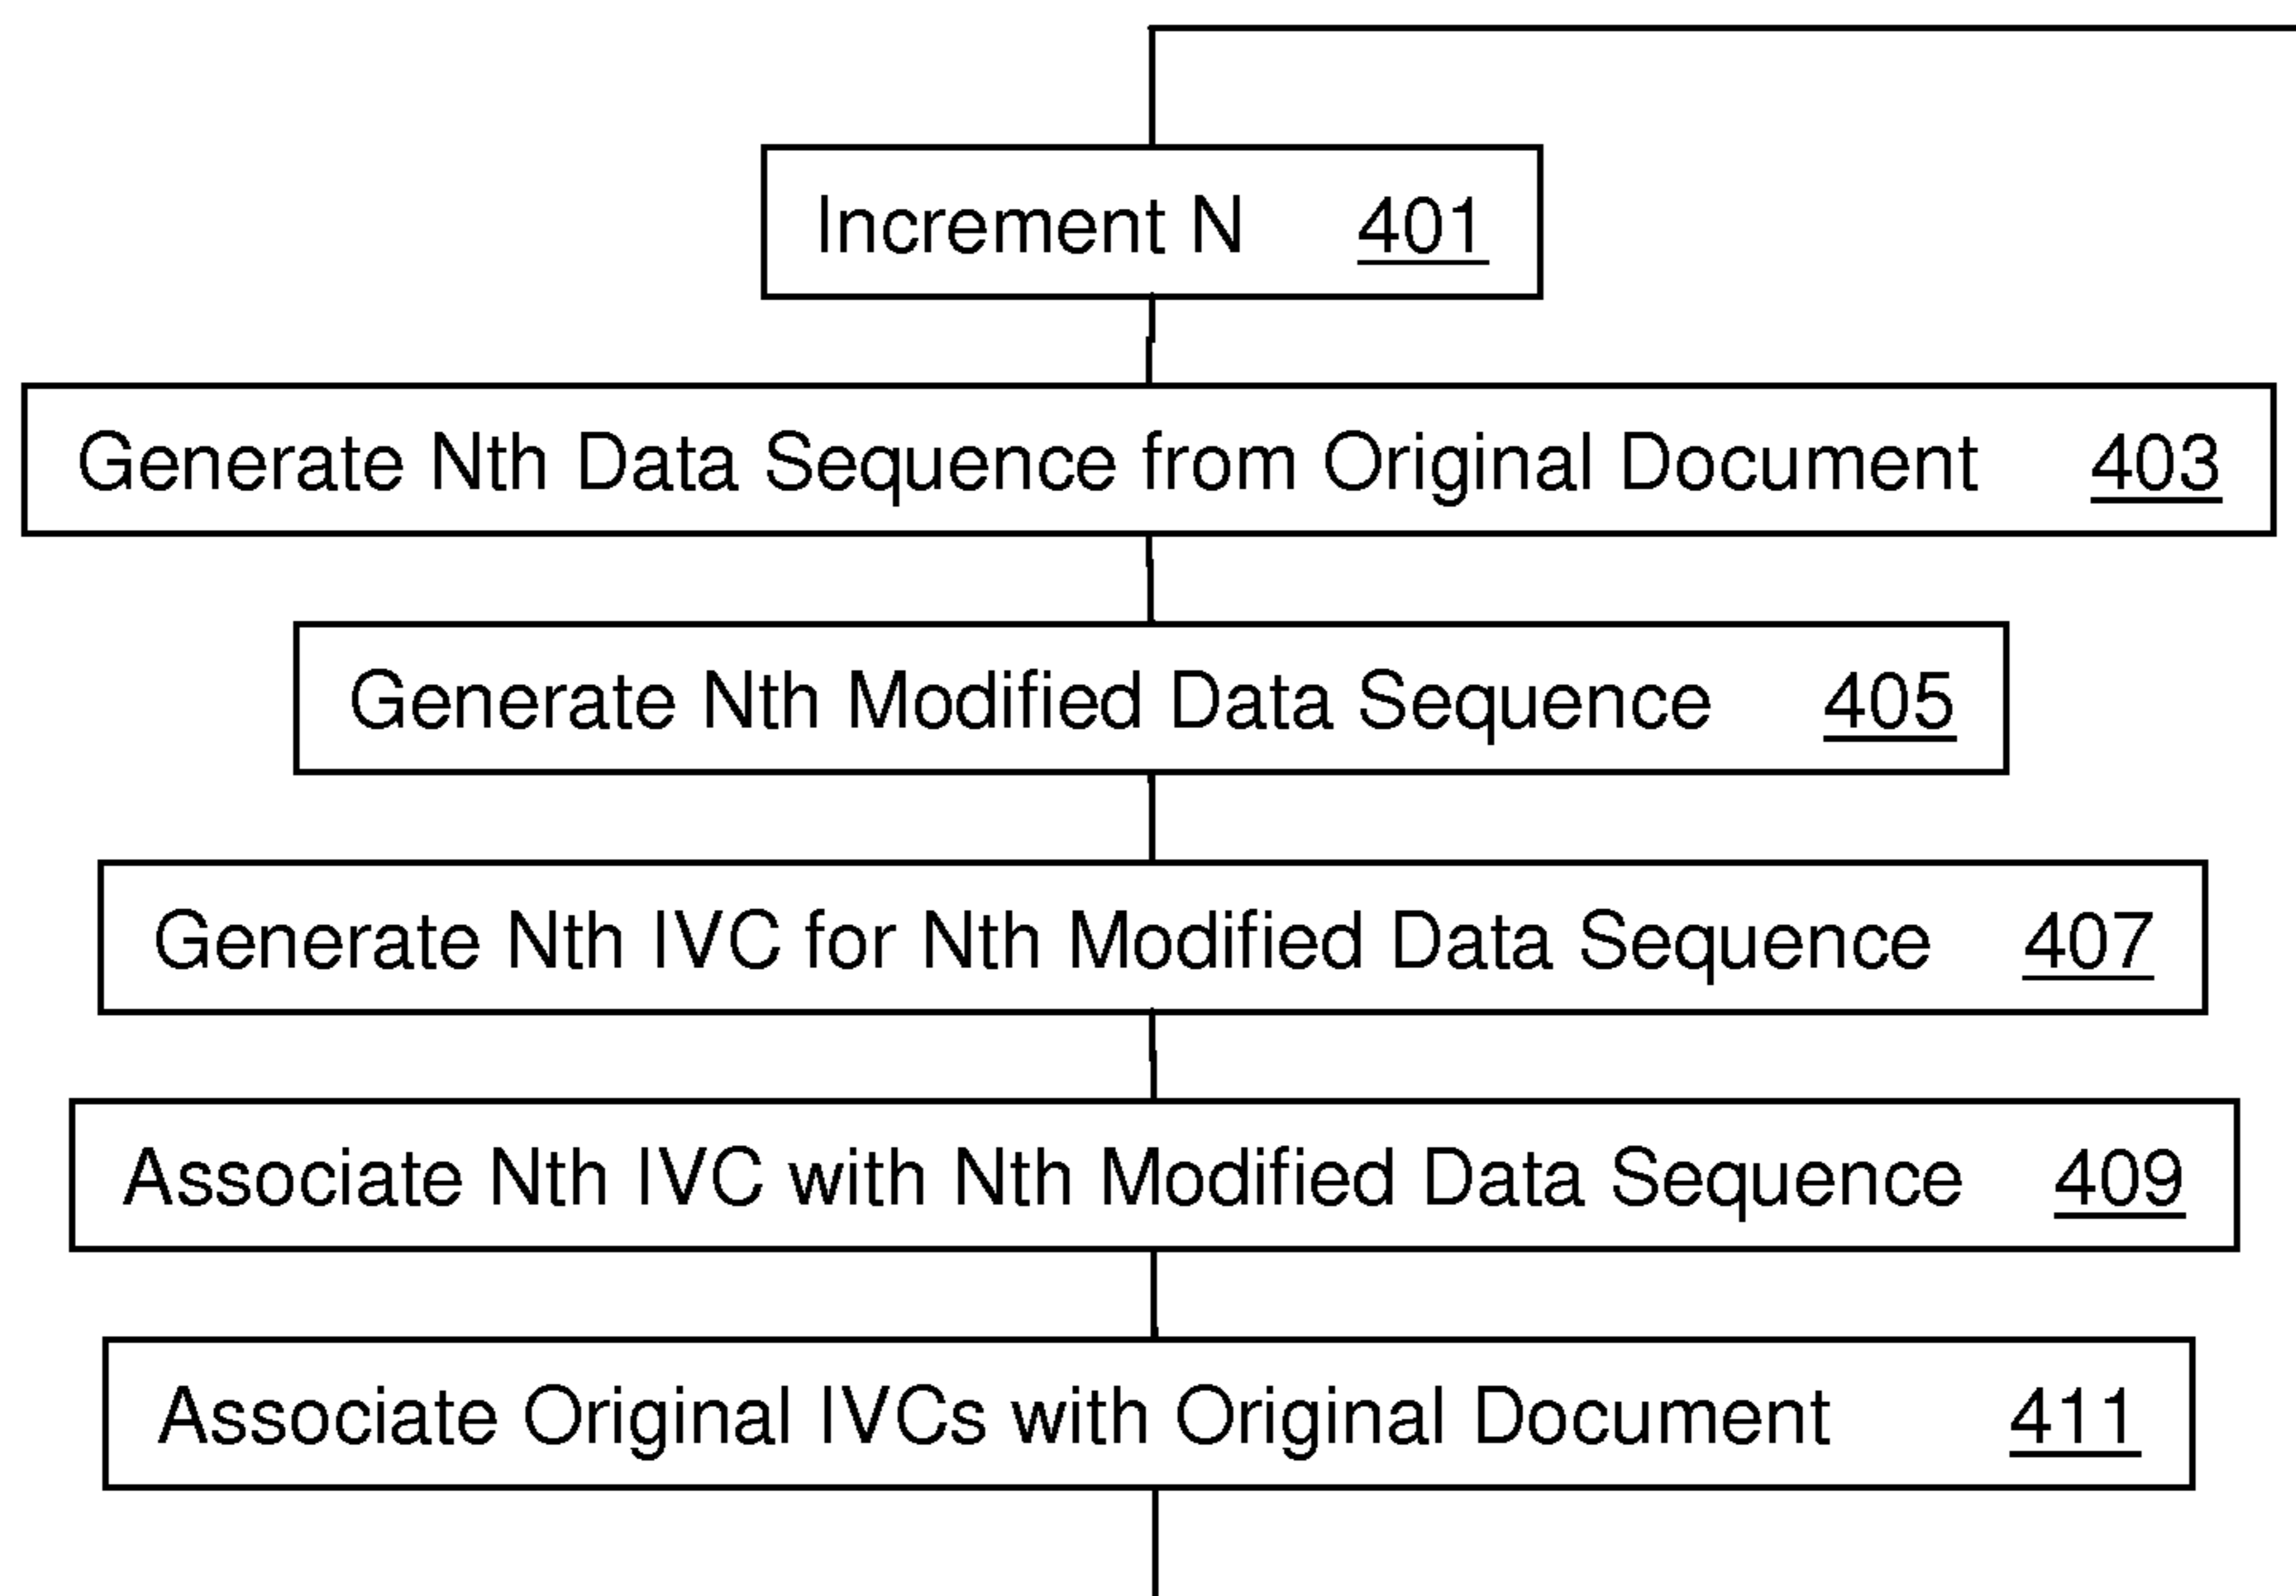 Increment N 401
Generate Nth Data Sequence from Original Document 403
Generate Nth Modified Data Sequence 405
Generate Nth IVC for Nth Modified Data Sequence 407
Associate Nth IVC with Nth Modified Data Sequence 409
Associate Original IVCs with Original Document 411